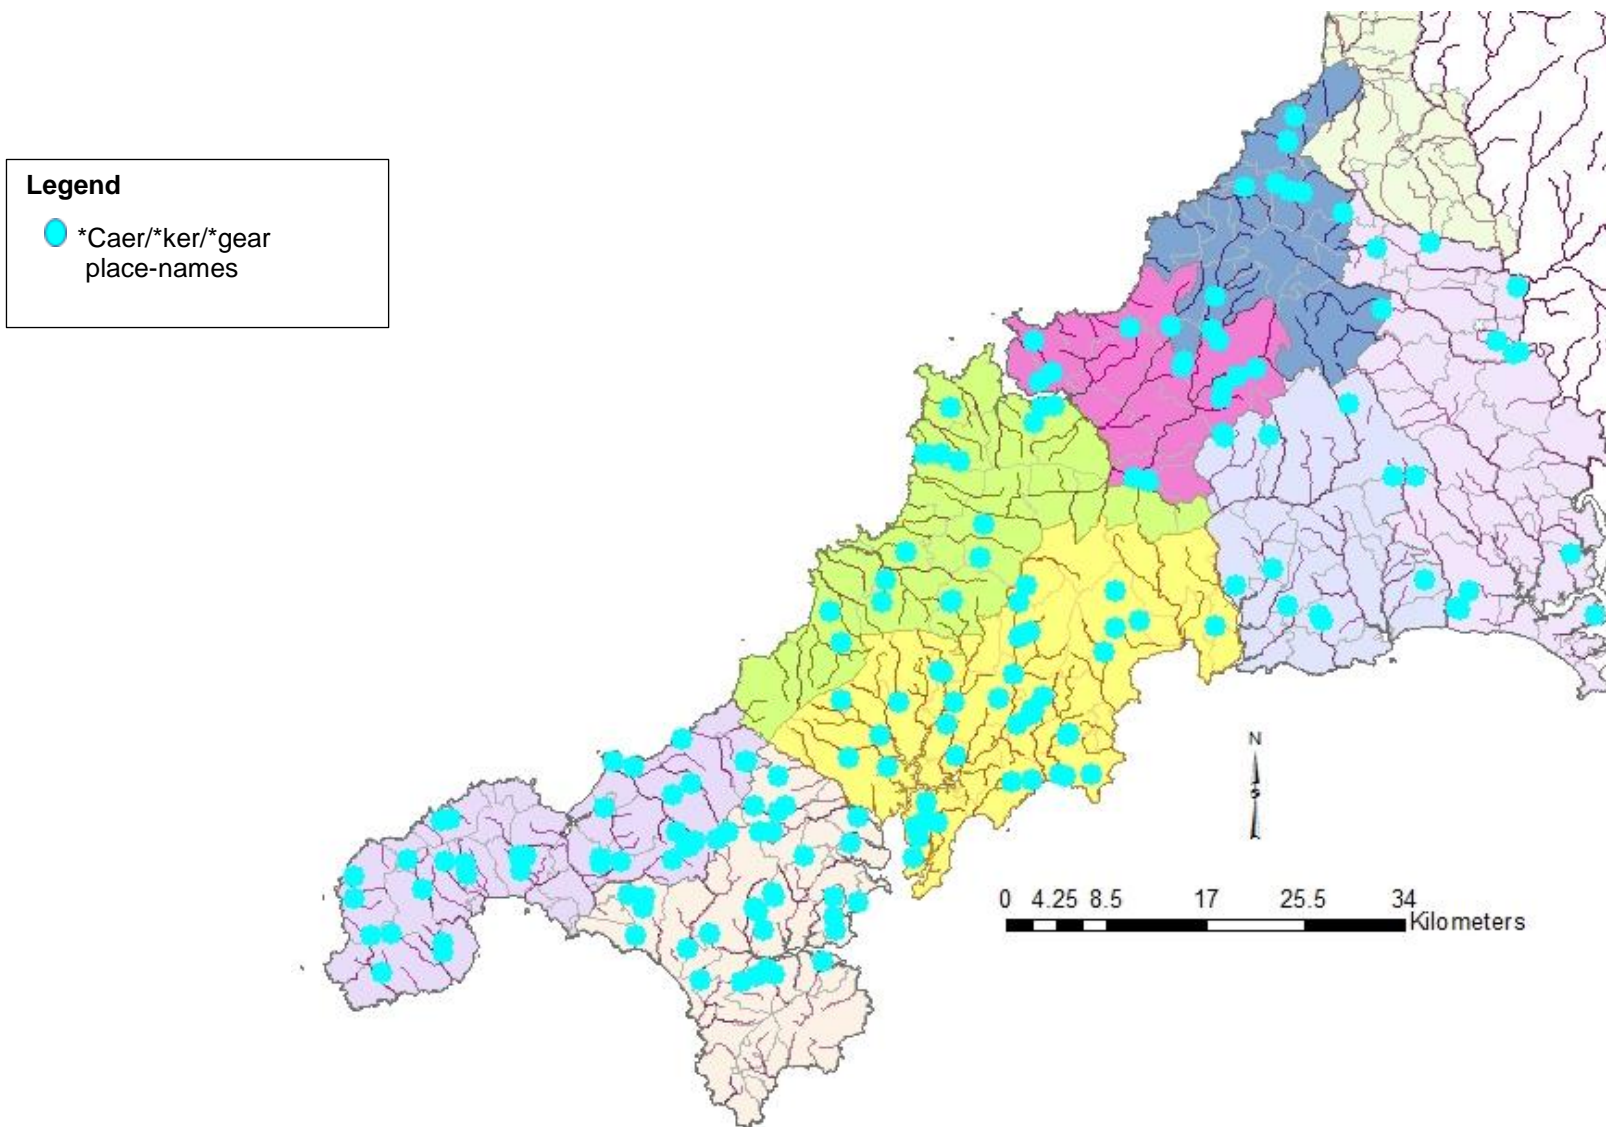 Legend
*Caer/*ker/*gear
place-names
N
0 4.25 8.5 17 25.5 34
Kilometers